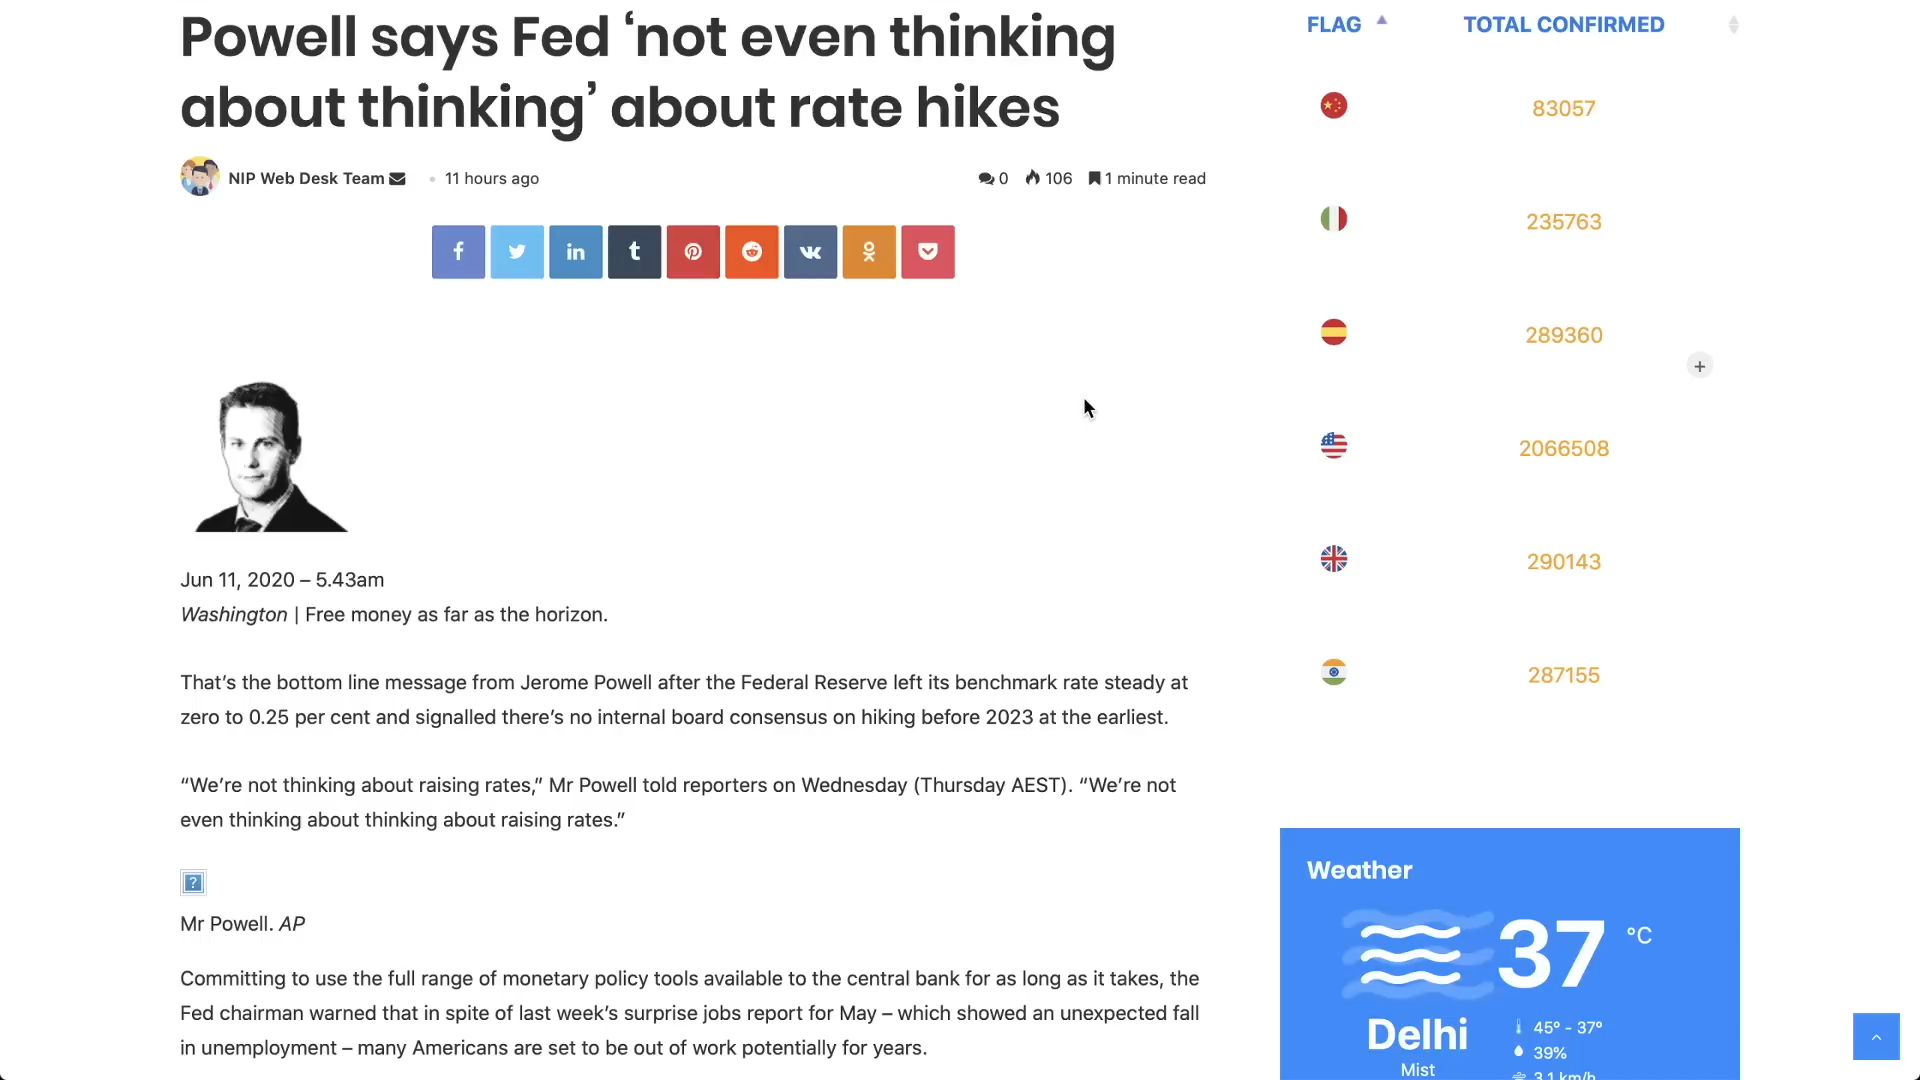 Powell says Fed ‘not even thinking
about thinking’ about rate hikes
NIP Web Desk Team
11 hours ago
0
106
1 minute read
Jun 11, 2020 – 5.43am
Washington | Free money as far as the horizon.
That’s the bottom line message from Jerome Powell after the Federal Reserve left its benchmark rate steady at
zero to 0.25 per cent and signalled there’s no internal board consensus on hiking before 2023 at the earliest.
“We’re not thinking about raising rates,” Mr Powell told reporters on Wednesday (Thursday AEST). “We’re not
even thinking about thinking about raising rates.”
Mr Powell. AP
Committing to use the full range of monetary policy tools available to the central bank for as long as it takes, the
Fed chairman warned that in spite of last week’s surprise jobs report for May – which showed an unexpected fall
in unemployment – many Americans are set to be out of work potentially for years.
FLAG TOTAL CONFIRMED
83057
235763
289360
2066508
290143
287155
Weather
37 °C
Delhi
Mist
45º - 37º
39%
3.1 km/h